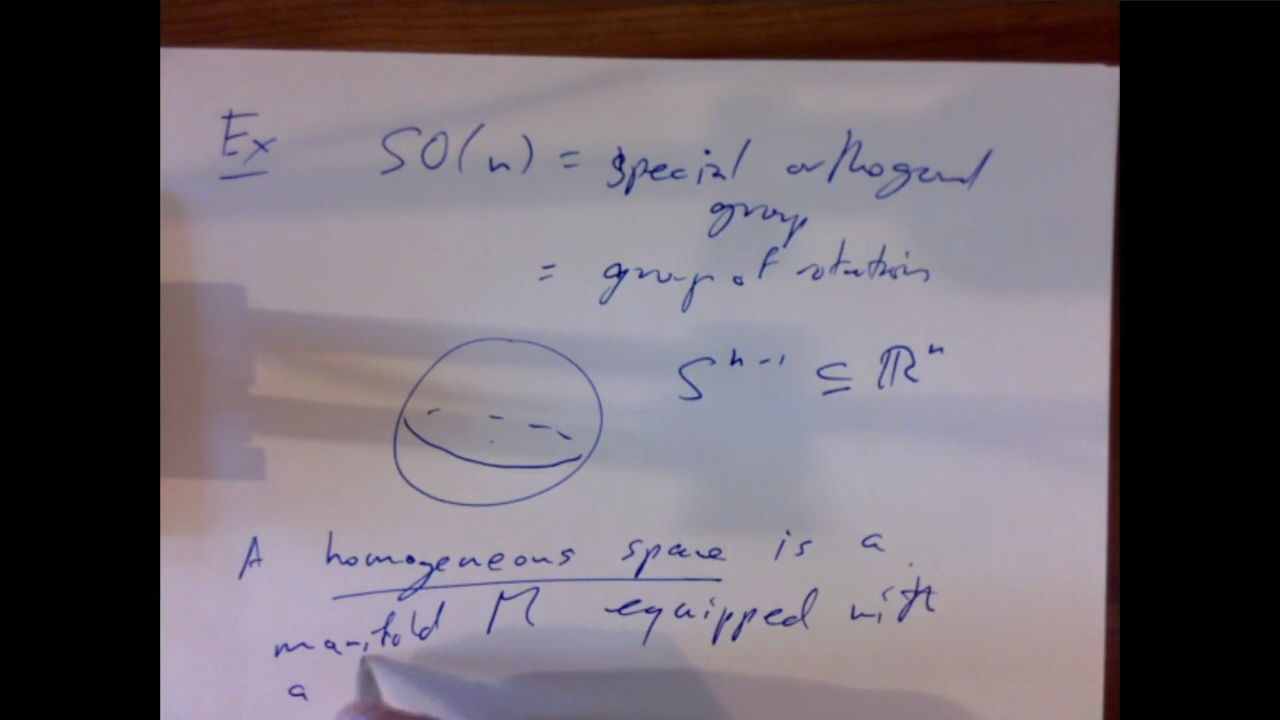 Ex SO(n) = special orthogonal
group
= group of rotations
S^{n-1} ⊆ ℝ^n
A homogeneous space is a
manifold M equipped with
a